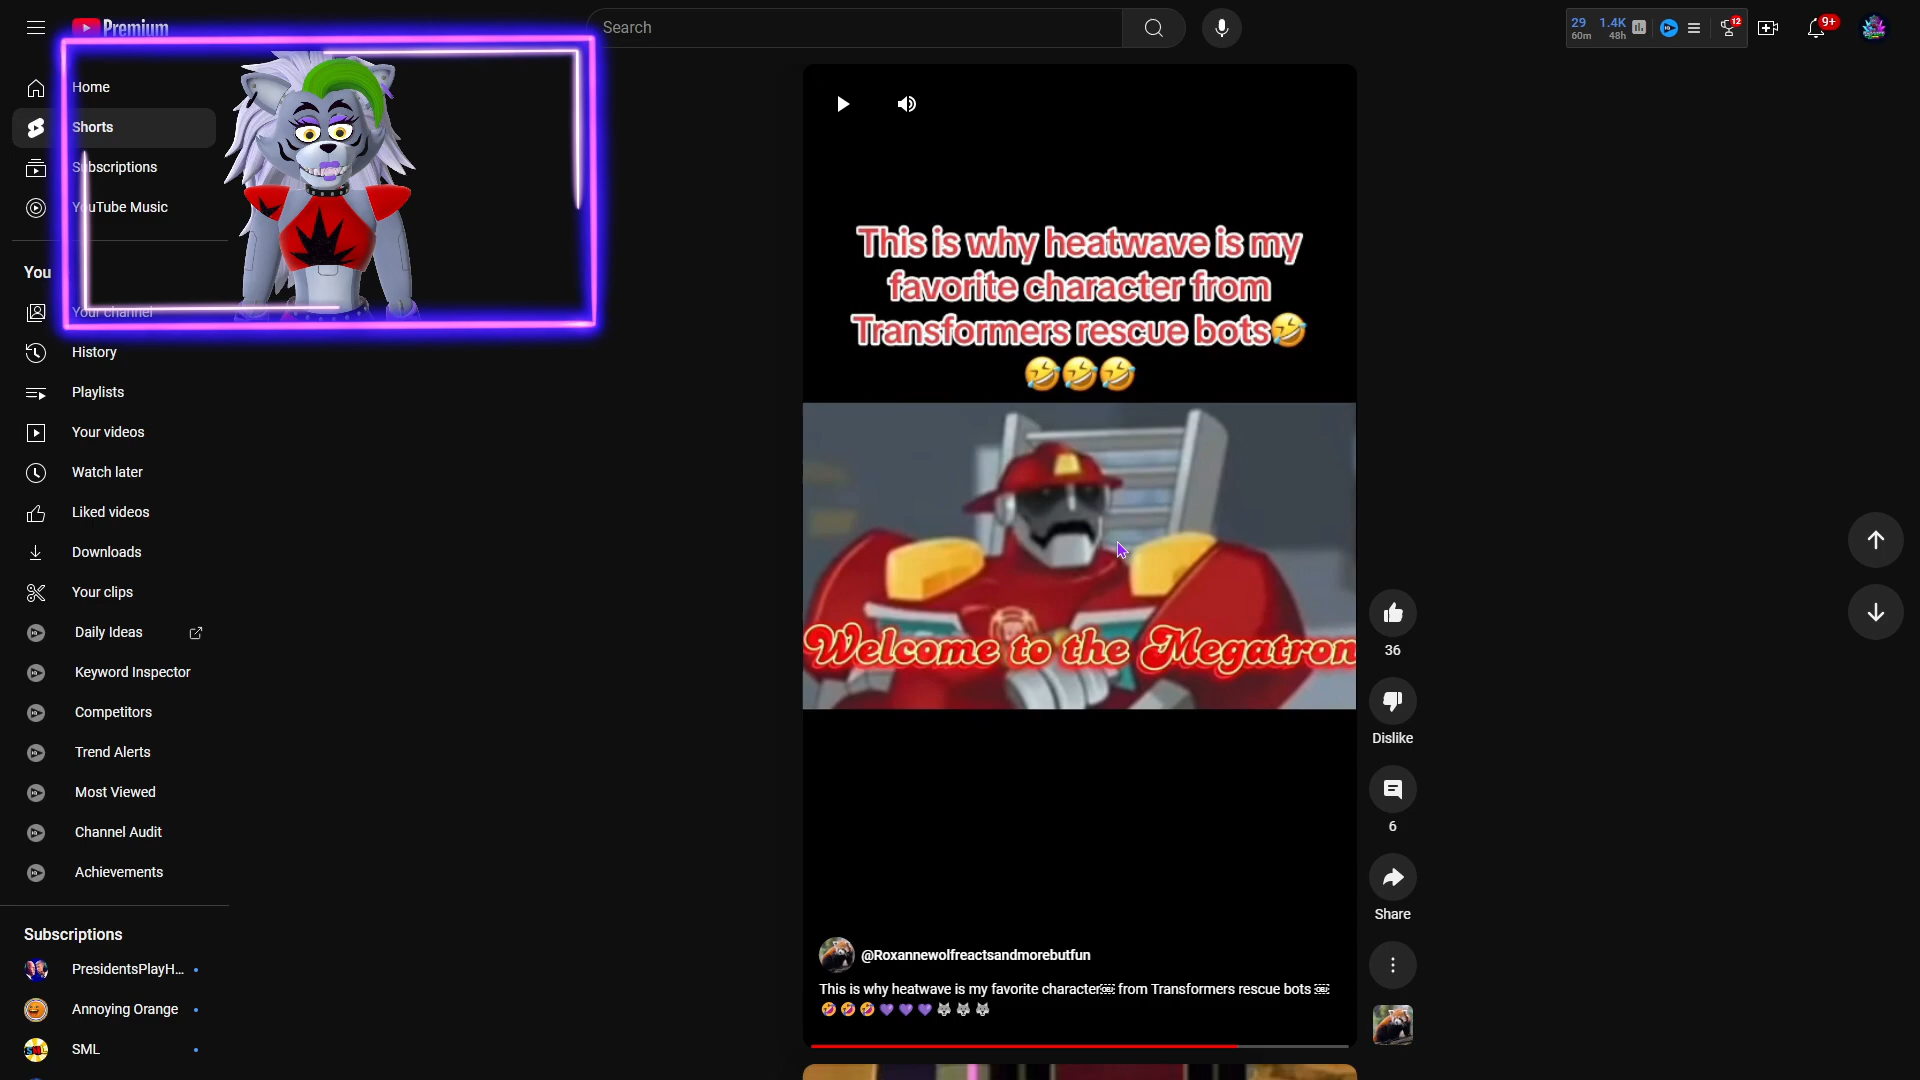 Premium
Search
29
60m
1.4K
48h
12
9+
Home
Shorts
Subscriptions
YouTube Music
You
Your channel
History
Playlists
Your videos
Watch later
Liked videos
Downloads
Your clips
Daily Ideas
Keyword Inspector
Competitors
Trend Alerts
Most Viewed
Channel Audit
Achievements
Subscriptions
PresidentsPlayH...
Annoying Orange
SML
This is why heatwave is my
favorite character from
Transformers rescue bots🤣
🤣🤣🤣
Welcome to the Megatron
36
Dislike
6
Share
@Roxannewolfreactsandmorebutfun
This is why heatwave is my favorite character￼ from Transformers rescue bots ￼
🤣🤣🤣💜💜💜🐺🐺🐺